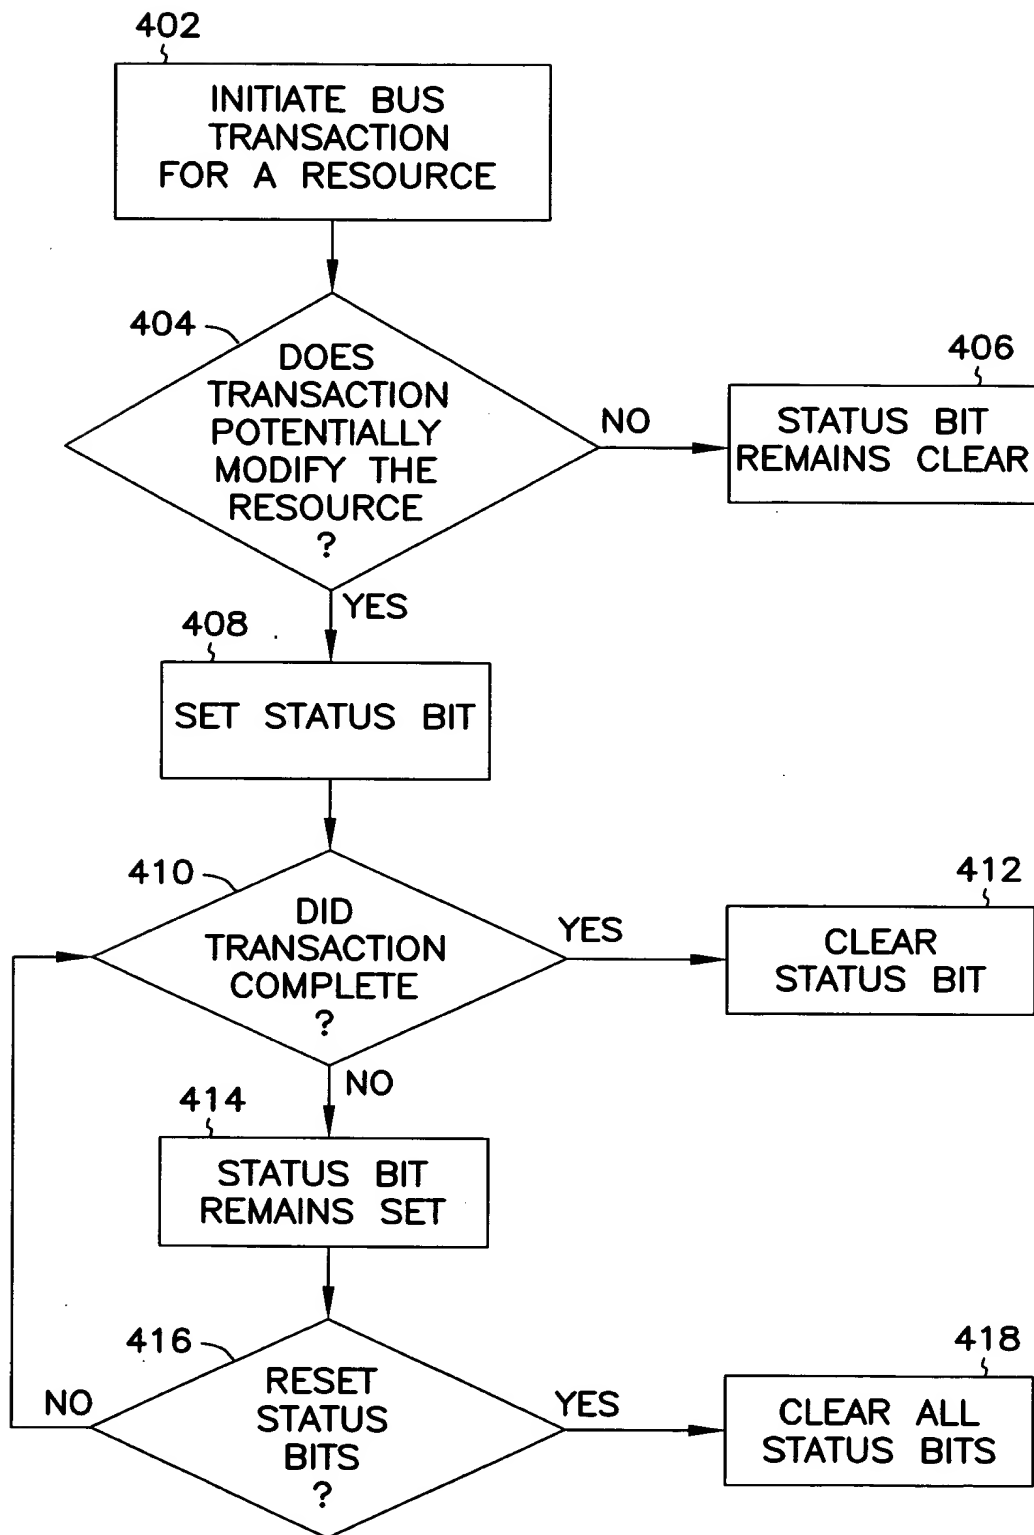 402
INITIATE BUS
TRANSACTION
FOR A RESOURCE
404
DOES
TRANSACTION
POTENTIALLY
MODIFY THE
RESOURCE
?
NO
406
STATUS BIT
REMAINS CLEAR
YES
408
SET STATUS BIT
410
DID
TRANSACTION
COMPLETE
?
YES
412
CLEAR
STATUS BIT
NO
414
STATUS BIT
REMAINS SET
416
RESET
STATUS
BITS
?
NO
YES
418
CLEAR ALL
STATUS BITS